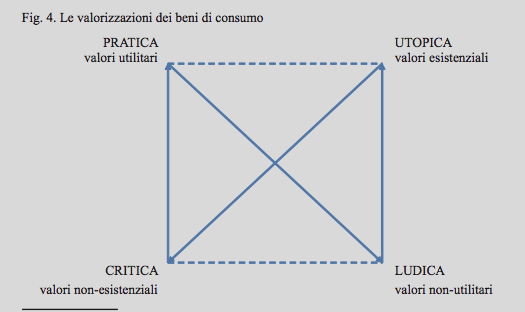 Fig. 4. Le valorizzazioni dei beni di consumo
PRATICA
valori utilitari
UTOPICA
valori esistenziali
CRITICA
valori non-esistenziali
LUDICA
valori non-utilitari